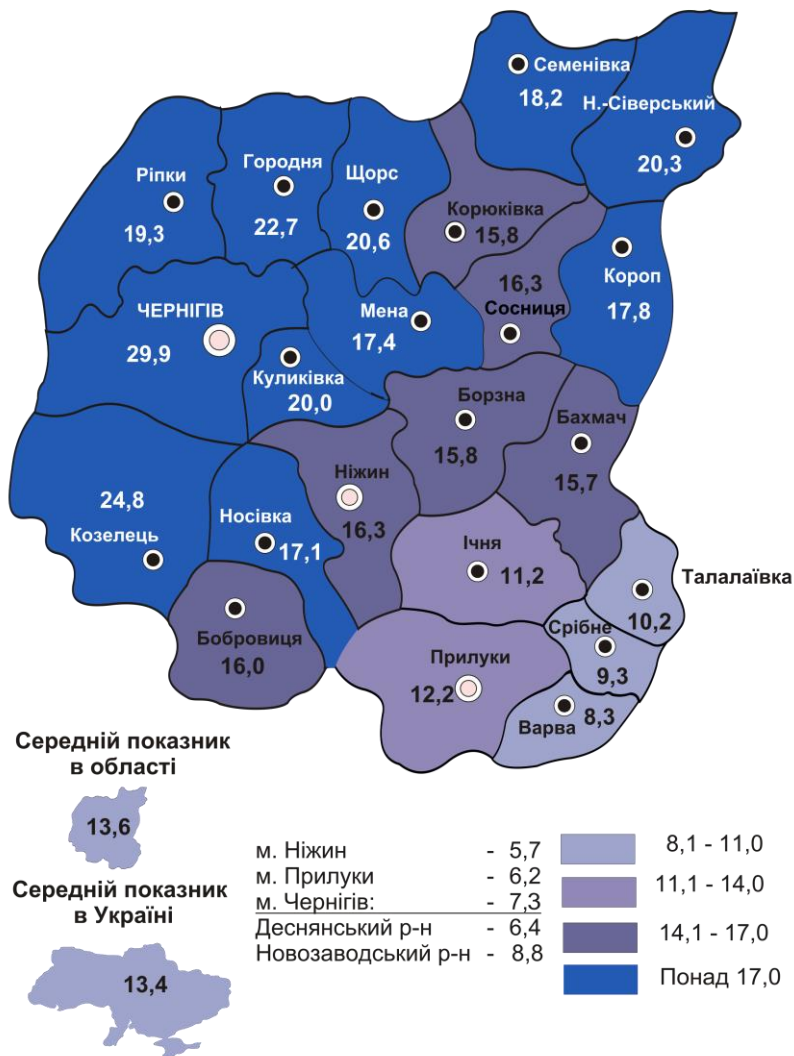 Семенівка
18,2
Н.-Сіверський
20,3
Ріпки
19,3
Городня
22,7
Щорс
20,6
Корюківка
15,8
16,3
Сосниця
Короп
17,8
ЧЕРНІГІВ
29,9
Мена
17,4
Куликівка
20,0
Борзна
15,8
Бахмач
15,7
24,8
Козелець
Носівка
17,1
Ніжин
16,3
Ічня
11,2
Талалаївка
10,2
Бобровиця
16,0
Прилуки
12,2
Срібне
9,3
Варва
8,3
Середній показник
в області
13,6
Середній показник
в Україні
13,4
м. Ніжин - 5,7
м. Прилуки - 6,2
м. Чернігів: - 7,3
Деснянський р-н - 6,4
Новозаводський р-н - 8,8
8,1 - 11,0
11,1 - 14,0
14,1 - 17,0
Понад 17,0